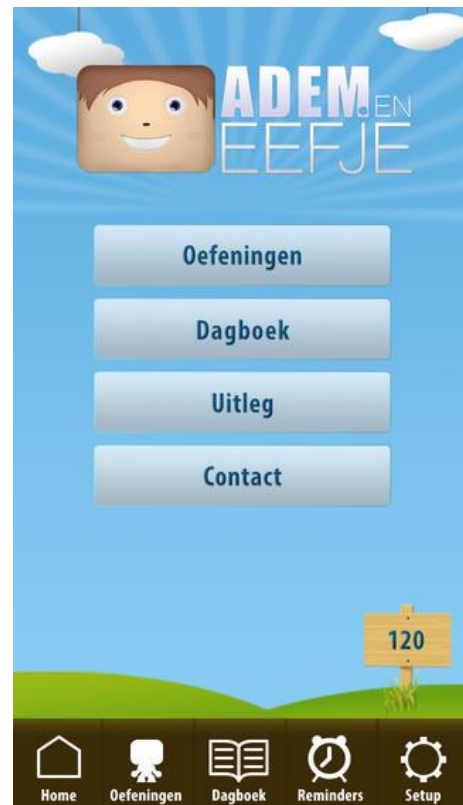 ADEM. EN
EEFJE
Oefeningen
Dagboek
Uitleg
Contact
120
Home Oefeningen Dagboek Reminders Setup